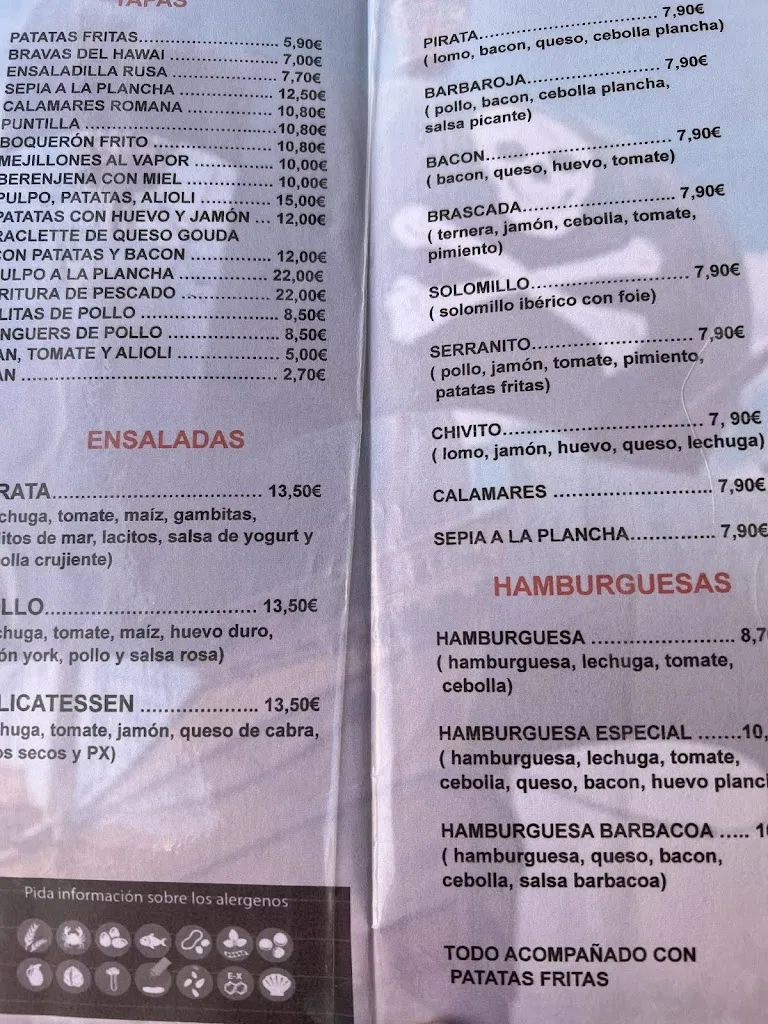 TAPAS
PATATAS FRITAS 5,90€
BRAVAS DEL HAWAI 7,00€
ENSALADILLA RUSA 7,70€
SEPIA A LA PLANCHA 12,50€
CALAMARES ROMANA 10,80€
PUNTILLA 10,80€
BOQUERÓN FRITO 10,80€
MEJILLONES AL VAPOR 10,00€
BERENJENA CON MIEL 10,00€
PULPO, PATATAS, ALIOLI 15,00€
PATATAS CON HUEVO Y JAMÓN ... 12,00€
RACLETTE DE QUESO GOUDA
CON PATATAS Y BACON 12,00€
ULPO A LA PLANCHA 22,00€
RITURA DE PESCADO 22,00€
LITAS DE POLLO 8,50€
NGUERS DE POLLO 8,50€
AN, TOMATE Y ALIOLI 5,00€
AN 2,70€
ENSALADAS
RATA 13,50€
chuga, tomate, maíz, gambitas,
litos de mar, lacitos, salsa de yogurt y
olla crujiente)
LLO 13,50€
chuga, tomate, maíz, huevo duro,
ón york, pollo y salsa rosa)
LICATESSEN 13,50€
huga, tomate, jamón, queso de cabra,
os secos y PX)
Pida información sobre los alergenos
E-X
PIRATA 7,90€
( lomo, bacon, queso, cebolla plancha)
BARBAROJA 7,90€
( pollo, bacon, cebolla plancha,
salsa picante)
BACON 7,90€
( bacon, queso, huevo, tomate)
BRASCADA 7,90€
( ternera, jamón, cebolla, tomate,
pimiento)
SOLOMILLO 7,90€
( solomillo ibérico con foie)
SERRANITO 7,90€
( pollo, jamón, tomate, pimiento,
patatas fritas)
CHIVITO 7, 90€
( lomo, jamón, huevo, queso, lechuga)
CALAMARES 7,90€
SEPIA A LA PLANCHA 7,90€
HAMBURGUESAS
HAMBURGUESA 8,7
( hamburguesa, lechuga, tomate,
cebolla)
HAMBURGUESA ESPECIAL 10,
( hamburguesa, lechuga, tomate,
cebolla, queso, bacon, huevo planch
HAMBURGUESA BARBACOA 1
( hamburguesa, queso, bacon,
cebolla, salsa barbacoa)
TODO ACOMPAÑADO CON
PATATAS FRITAS